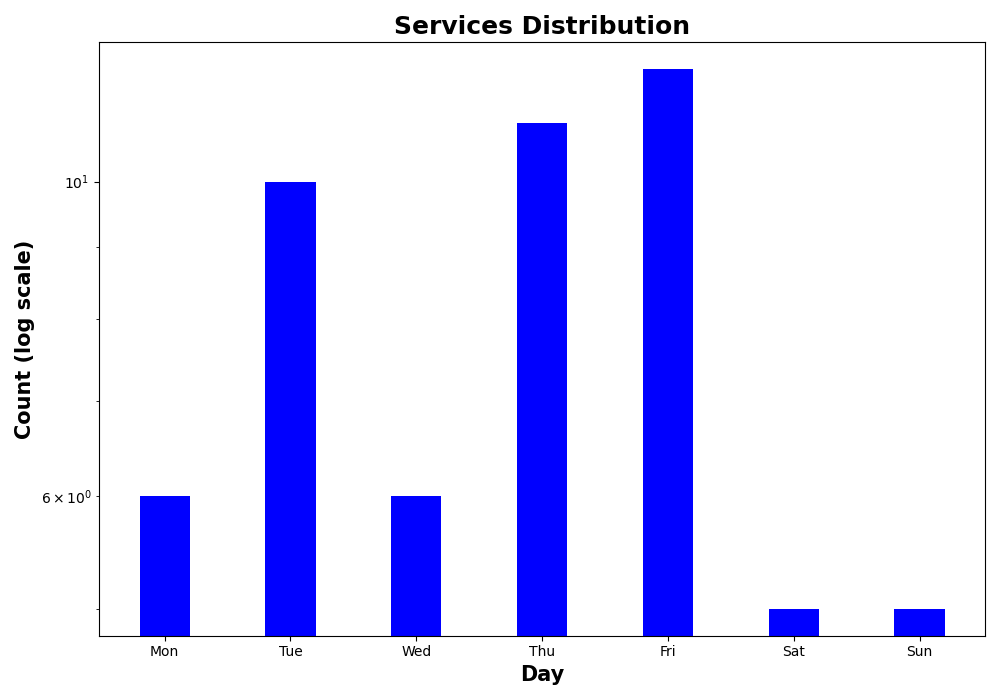 Services Distribution
Count (log scale)
10¹
6 × 10⁰
Mon Tue Wed Thu Fri Sat Sun
Day